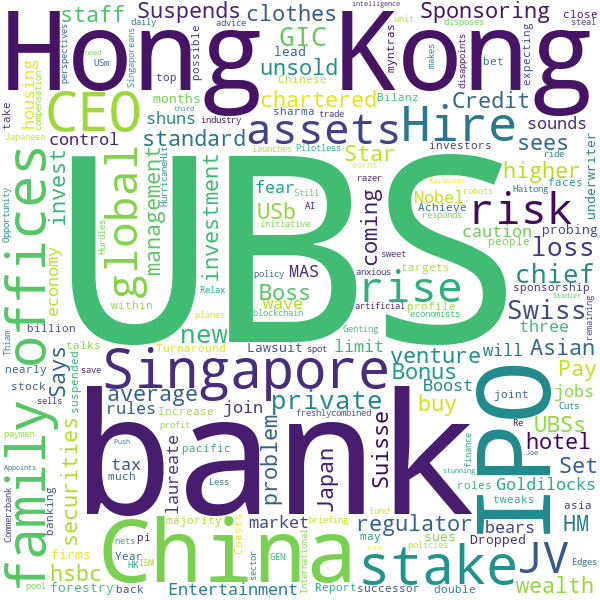 Hong Kong
UBS
bank
China
Singapore
IPO
family
offices
global
assets
Hire
risk
rise
stake
JV
CEO
staff
Suspends
clothes
Sponsoring
GIC
unsold
chartered
Credit
sounds
standard
Star
sees
higher
Nobel
caution
underwriter
faces
probing
people
loss
chief
sponsorship
Swiss
three
Asian
will
Pay
jobs
UBSs
hotel
Set
Goldilocks
tweaks
HM
asia
Edges
wealth
housing
compensation
Japanese
take
control
months
shuns
daily
Singaporeans
perspectives
USm
possible
top
advice
need
Chinese
Bilanz
lead
close
unit
steal
intelligence
disposes
makes
disappoints
bet
expecting
myntras
industry
third
sharma
trade
investors
Pilotless
launches
earns
Rainmaker
robots
ride
Haitong
responds
Still
razer
AI
initiative
sweet
anxious
artificial
targets
profile
economists
policy
Relax
blockchain
planes
Genting
within
Turnaround
Lawsuit
spot
limit
fear
USb
MAS
Boss
wave
coming
new
investment
management
HurricaneHit
Hurdles
invest
economy
Opportunity
Thiam
billion
talks
nearly
stock
suspended
sells
save
Says
average
rules
join
Increase
freshlycombined
profit
private
venture
Bonus
Boost
buy
Suisse
Japan
problem
laureate
tax
much
Push
pacific
Less
paymen
Appoints
Commerzbank
banking
securities
majority
hsbc
firms
Year
pi
nets
HK
IBM
forestry
back
pool
Entertainment
Coasts
sector
GEN
market
briefing
fund
International
Report
may
know
successor
policies
double
sues
bears
Dropped
regulator
roles
finance
Cuts
joint
Re
Joe
stunning
Stadler
remaining